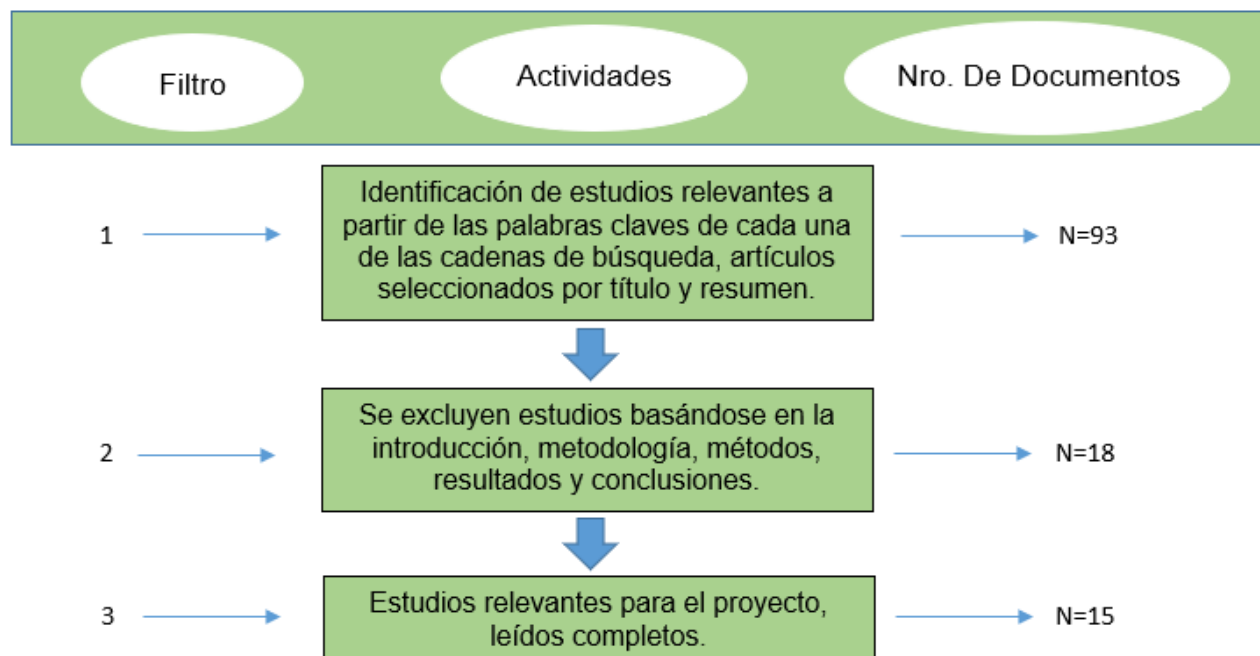 Filtro
Actividades
Nro. De Documentos
1
Identificación de estudios relevantes a
partir de las palabras claves de cada una
de las cadenas de búsqueda, artículos
seleccionados por título y resumen.
N=93
2
Se excluyen estudios basándose en la
introducción, metodología, métodos,
resultados y conclusiones.
N=18
3
Estudios relevantes para el proyecto,
leídos completos.
N=15